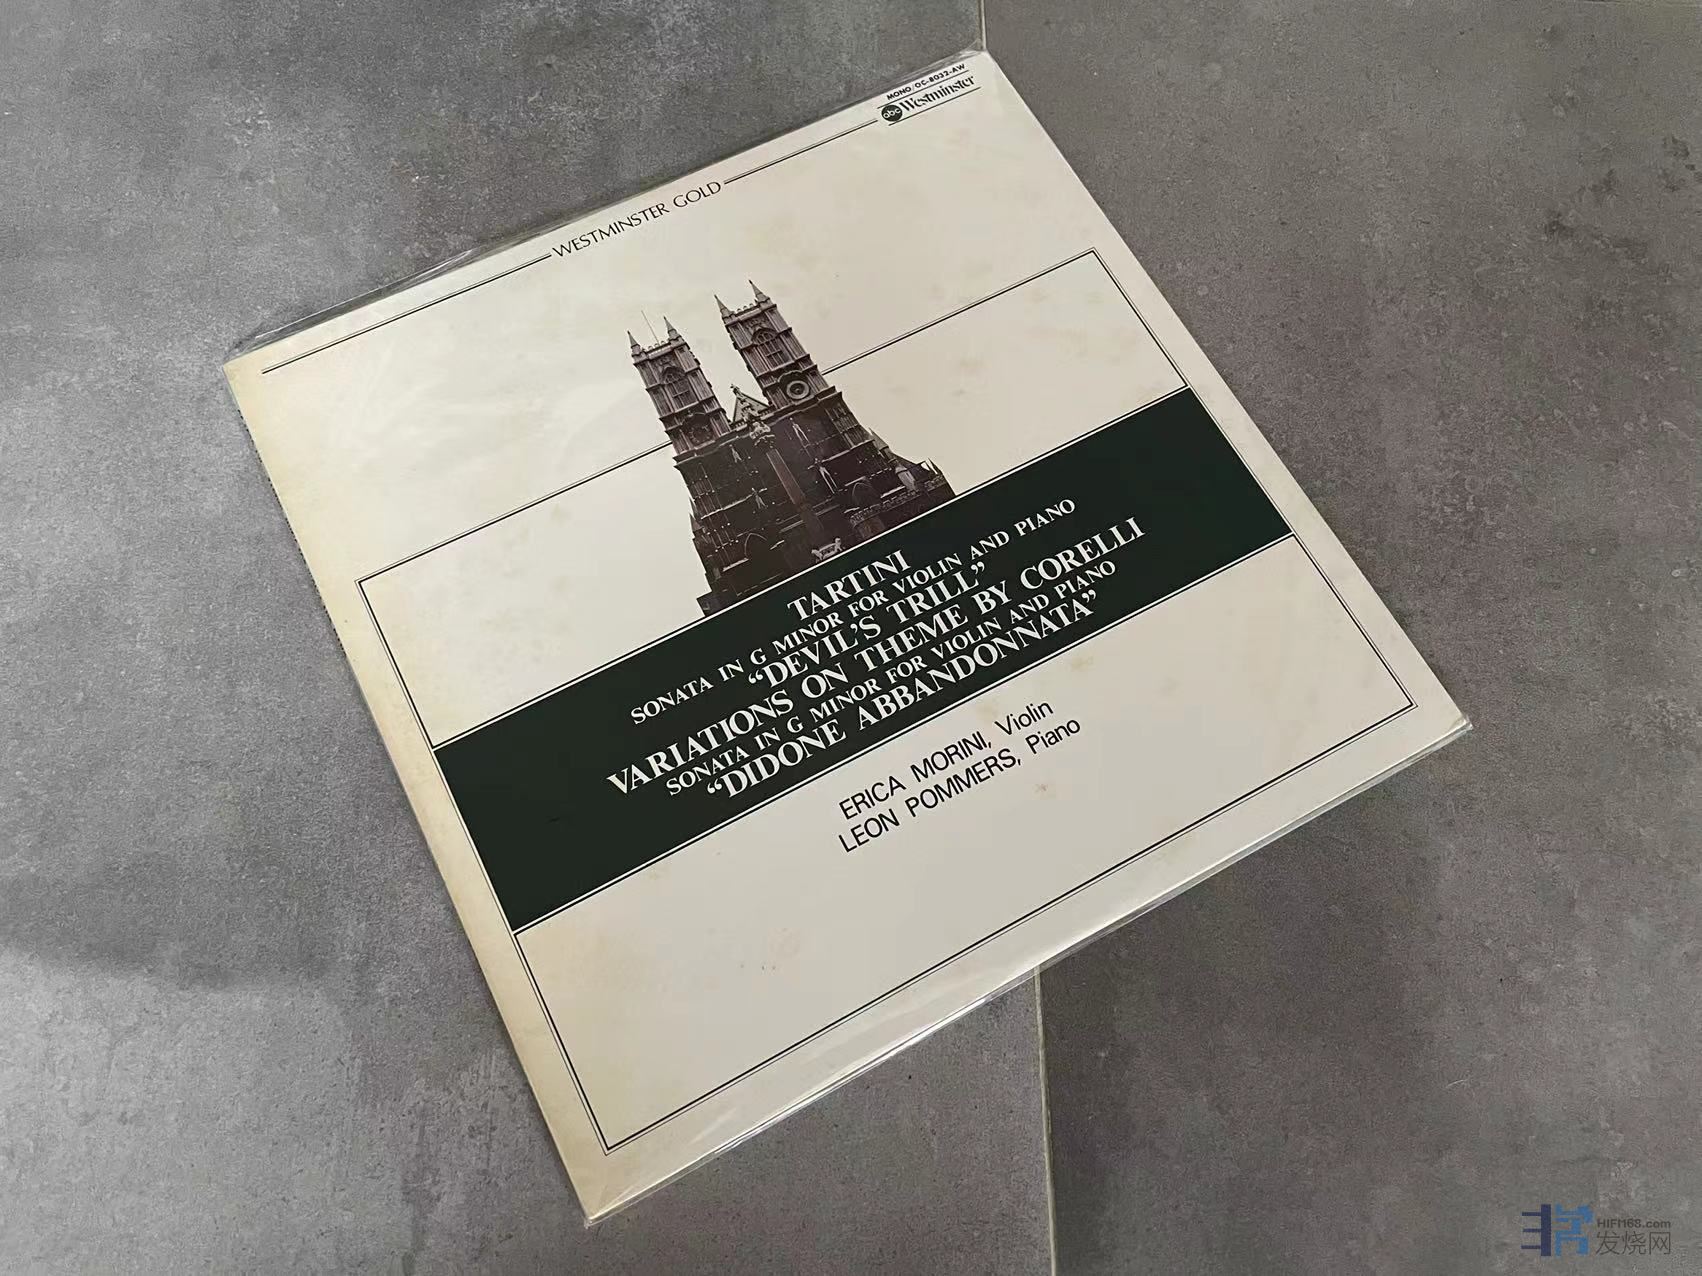 MONO/OC-8032-AW
abc Westminster
WESTMINSTER GOLD
TARTINI
SONATA IN G MINOR FOR VIOLIN AND PIANO
“DEVIL’S TRILL”
VARIATIONS ON THEME BY CORELLI
SONATA IN G MINOR FOR VIOLIN AND PIANO
“DIDONE ABBANDONNATA”
ERICA MORINI, Violin
LEON POMMERS, Piano
HIFI168.com
发烧网